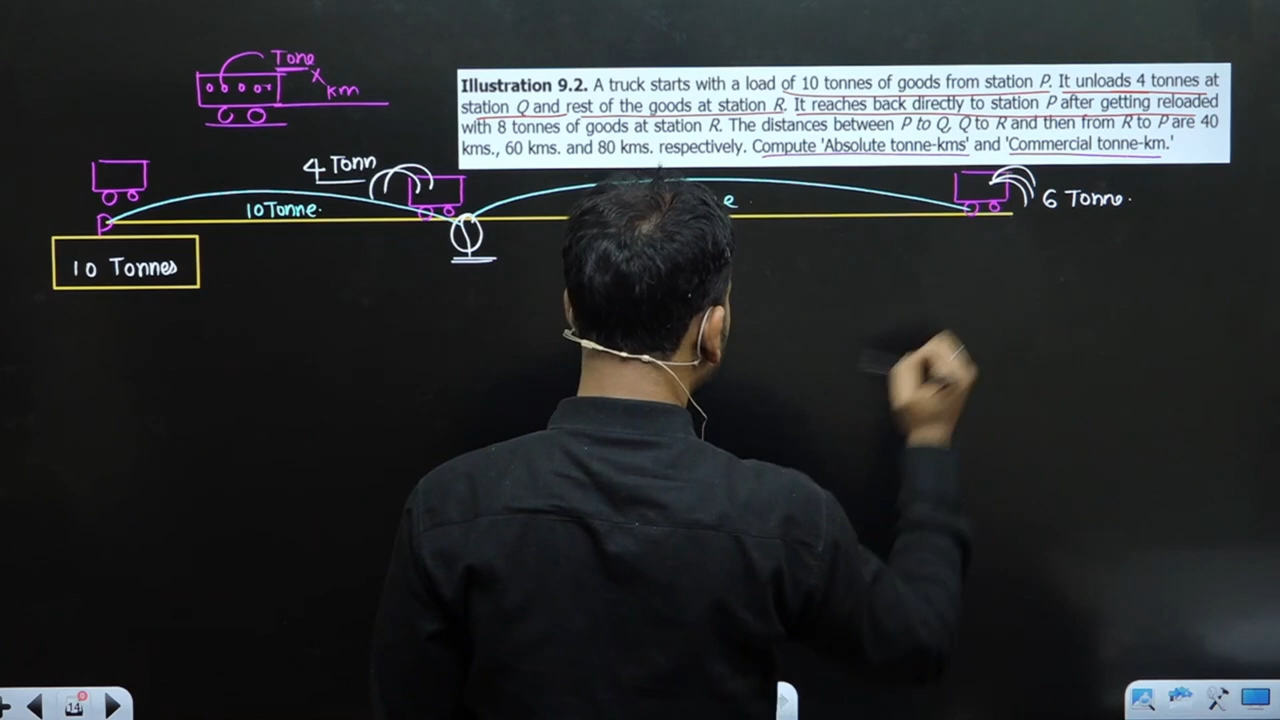 Tone
x
km
Illustration 9.2. A truck starts with a load of 10 tonnes of goods from station P. It unloads 4 tonnes at
station Q and rest of the goods at station R. It reaches back directly to station P after getting reloaded
with 8 tonnes of goods at station R. The distances between P to Q, Q to R and then from R to P are 40
kms., 60 kms. and 80 kms. respectively. Compute 'Absolute tonne-kms' and 'Commercial tonne-km.'
4 Tonn
10 Tonne.
e
6 Tonne.
10 Tonnes
14